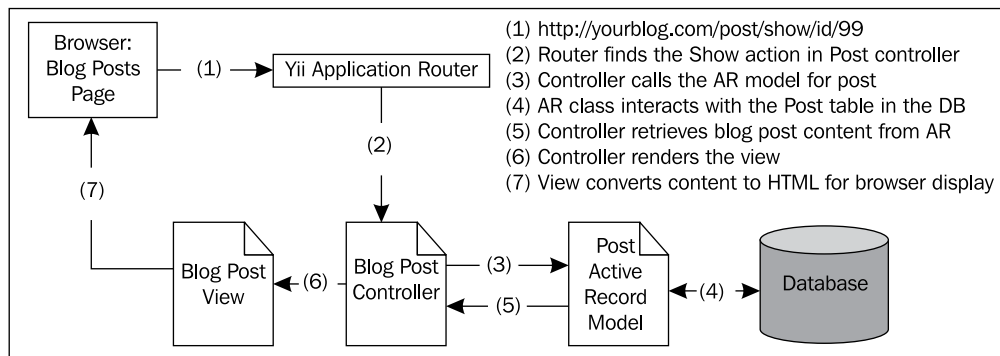 Browser:
Blog Posts
Page
(1)
Yii Application Router
(2)
(7)
Blog Post
View
(6)
Blog Post
Controller
(3)
(5)
Post
Active
Record
Model
(4)
Database
(1) http://yourblog.com/post/show/id/99
(2) Router finds the Show action in Post controller
(3) Controller calls the AR model for post
(4) AR class interacts with the Post table in the DB
(5) Controller retrieves blog post content from AR
(6) Controller renders the view
(7) View converts content to HTML for browser display